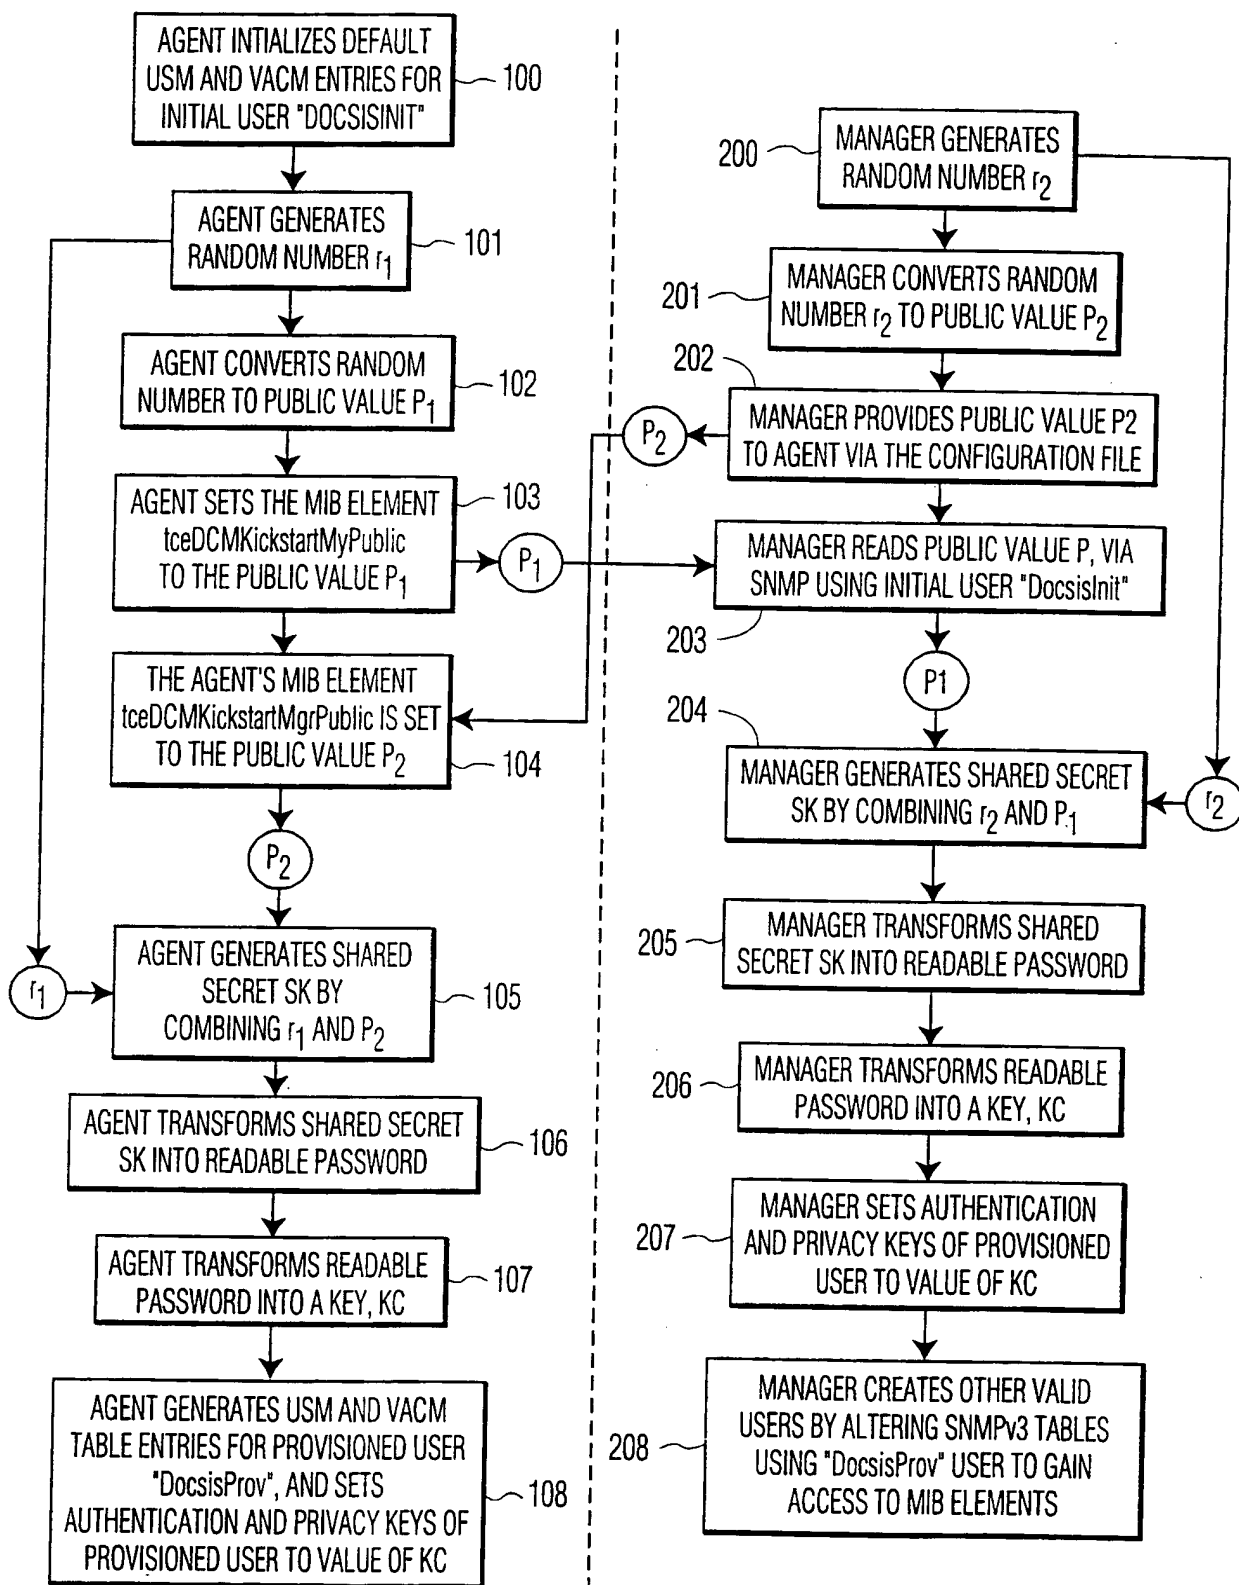 AGENT INTIALIZES DEFAULT
USM AND VACM ENTRIES FOR
INITIAL USER "DOCSISINIT"
100
AGENT GENERATES
RANDOM NUMBER r1
101
AGENT CONVERTS RANDOM
NUMBER TO PUBLIC VALUE P1
102
AGENT SETS THE MIB ELEMENT
tceDCMKickstartMyPublic
TO THE PUBLIC VALUE P1
103
P1
THE AGENT'S MIB ELEMENT
tceDCMKickstartMgrPublic IS SET
TO THE PUBLIC VALUE P2
104
P2
r1
AGENT GENERATES SHARED
SECRET SK BY
COMBINING r1 AND P2
105
AGENT TRANSFORMS SHARED SECRET
SK INTO READABLE PASSWORD
106
AGENT TRANSFORMS READABLE
PASSWORD INTO A KEY, KC
107
AGENT GENERATES USM AND VACM
TABLE ENTRIES FOR PROVISIONED USER
"DocsisProv", AND SETS
AUTHENTICATION AND PRIVACY KEYS OF
PROVISIONED USER TO VALUE OF KC
108
200
MANAGER GENERATES
RANDOM NUMBER r2
201
MANAGER CONVERTS RANDOM
NUMBER r2 TO PUBLIC VALUE P2
202
P2
MANAGER PROVIDES PUBLIC VALUE P2
TO AGENT VIA THE CONFIGURATION FILE
MANAGER READS PUBLIC VALUE P, VIA
SNMP USING INITIAL USER "DocsisInit"
203
P1
204
MANAGER GENERATES SHARED SECRET
SK BY COMBINING r2 AND P1
r2
205
MANAGER TRANSFORMS SHARED
SECRET SK INTO READABLE PASSWORD
206
MANAGER TRANSFORMS READABLE
PASSWORD INTO A KEY, KC
207
MANAGER SETS AUTHENTICATION
AND PRIVACY KEYS OF PROVISIONED
USER TO VALUE OF KC
208
MANAGER CREATES OTHER VALID
USERS BY ALTERING SNMPv3 TABLES
USING "DocsisProv" USER TO GAIN
ACCESS TO MIB ELEMENTS